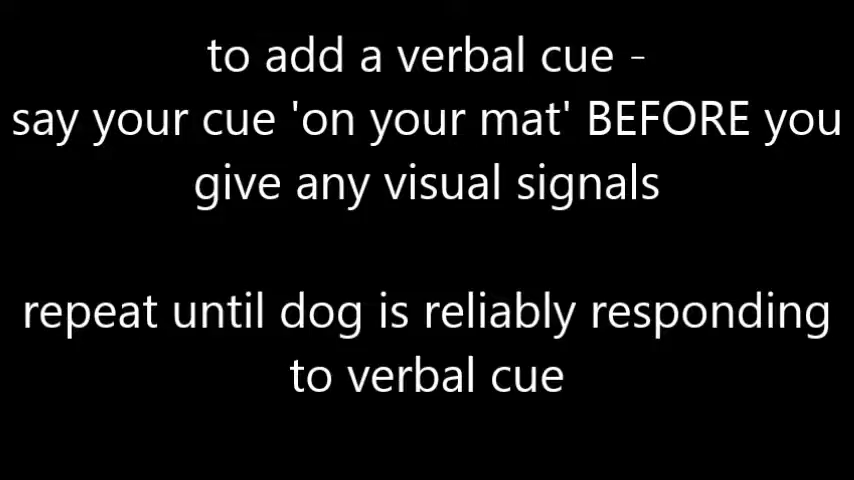 to add a verbal cue -
say your cue 'on your mat' BEFORE you
give any visual signals
repeat until dog is reliably responding
to verbal cue